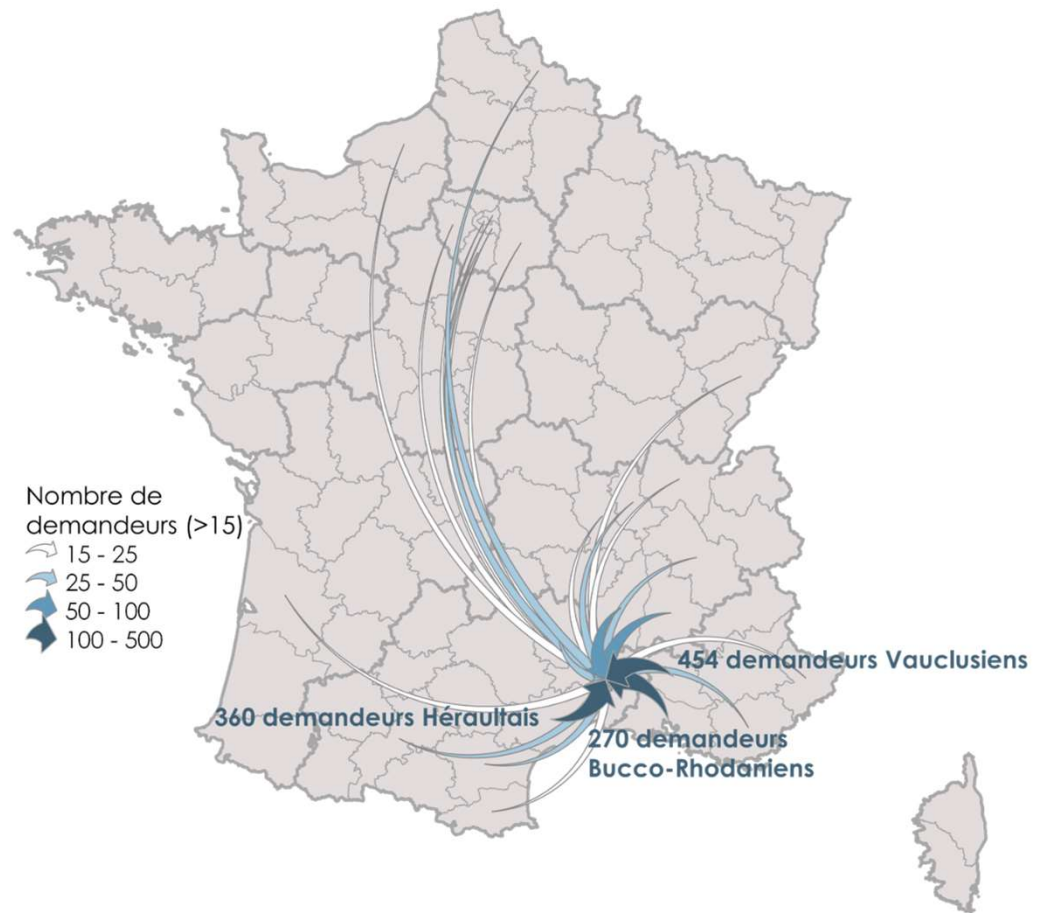 Nombre de
demandeurs (>15)
15 - 25
25 - 50
50 - 100
100 - 500
454 demandeurs Vauclusiens
360 demandeurs Héraultais
270 demandeurs
Bucco-Rhodaniens